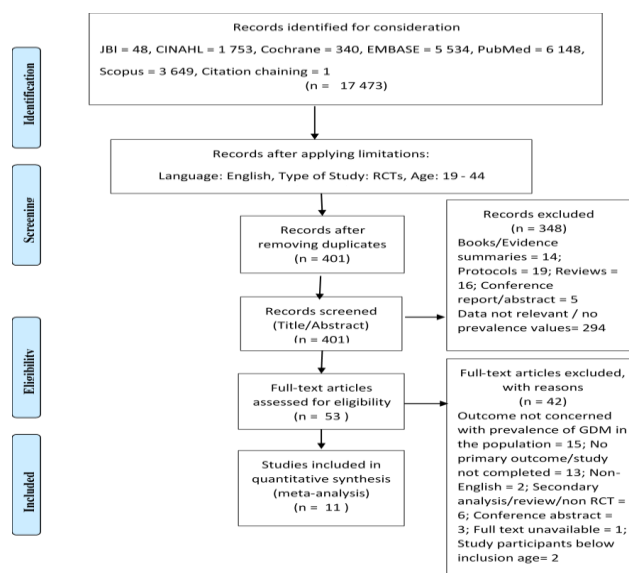 Records identified for consideration
JBI = 48, CINAHL = 1 753, Cochrane = 340, EMBASE = 5 534, PubMed = 6 148,
Scopus = 3 649, Citation chaining = 1
(n = 17 473)
Identification
Records after applying limitations:
Language: English, Type of Study: RCTs, Age: 19 - 44
Screening
Records after
removing duplicates
(n = 401)
Records excluded
(n = 348)
Books/Evidence
summaries = 14;
Protocols = 19; Reviews =
16; Conference
report/abstract = 5
Data not relevant / no
prevalence values= 294
Records screened
(Title/Abstract)
(n = 401)
Eligibility
Full-text articles
assessed for eligibility
(n = 53 )
Full-text articles excluded,
with reasons
(n = 42)
Outcome not concerned
with prevalence of GDM in
the population = 15; No
primary outcome/study
not completed = 13; Non-
English = 2; Secondary
analysis/review/non RCT =
6; Conference abstract =
3; Full text unavailable = 1;
Study participants below
inclusion age= 2
Included
Studies included in
quantitative synthesis
(meta-analysis)
(n = 11 )